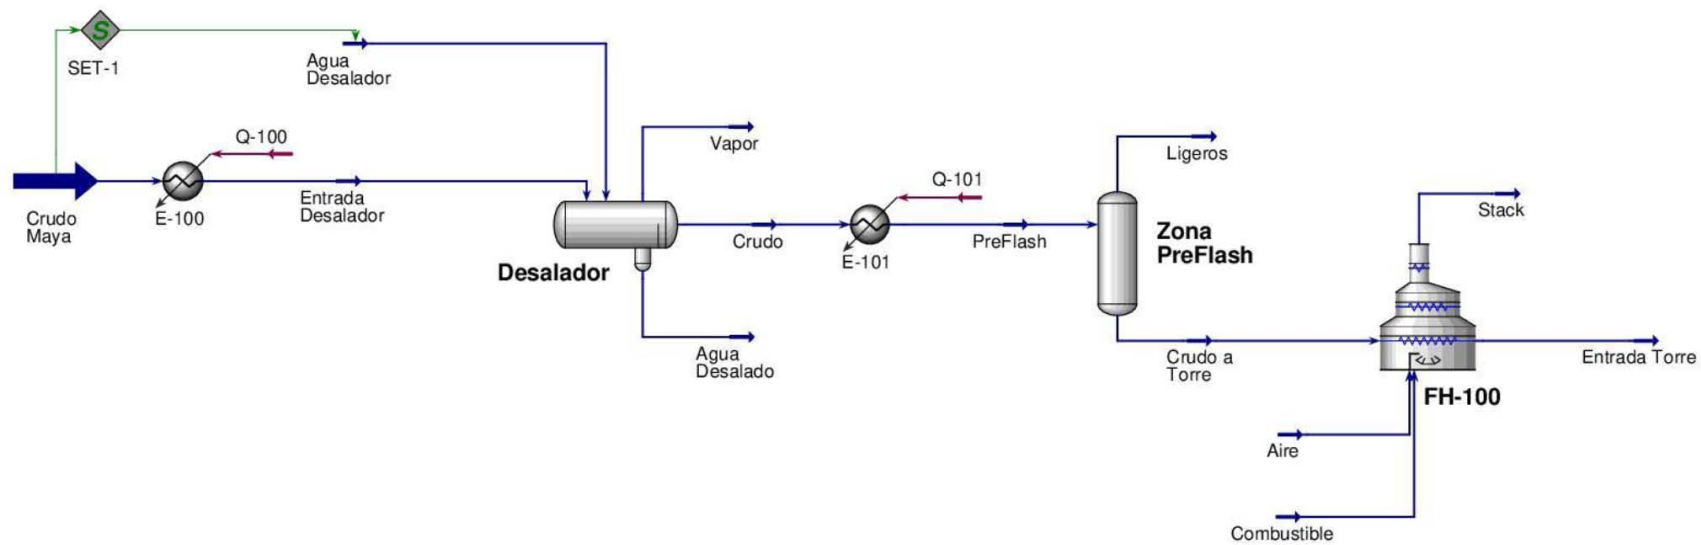 S
SET-1
Agua
Desalador
Q-100
Vapor
Ligeros
Crudo
Maya
E-100
Entrada
Desalador
Q-101
Stack
Desalador
Crudo
E-101
PreFlash
Zona
PreFlash
Agua
Desalado
Crudo a
Torre
Entrada Torre
FH-100
Aire
Combustible